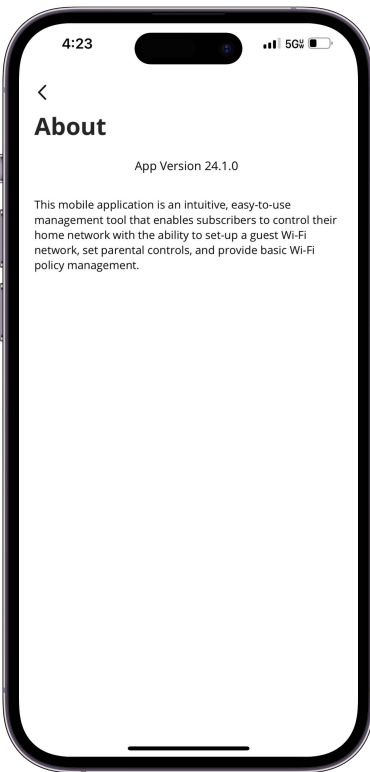 4:23
5GW
About
App Version 24.1.0
This mobile application is an intuitive, easy-to-use
management tool that enables subscribers to control their
home network with the ability to set-up a guest Wi-Fi
network, set parental controls, and provide basic Wi-Fi
policy management.